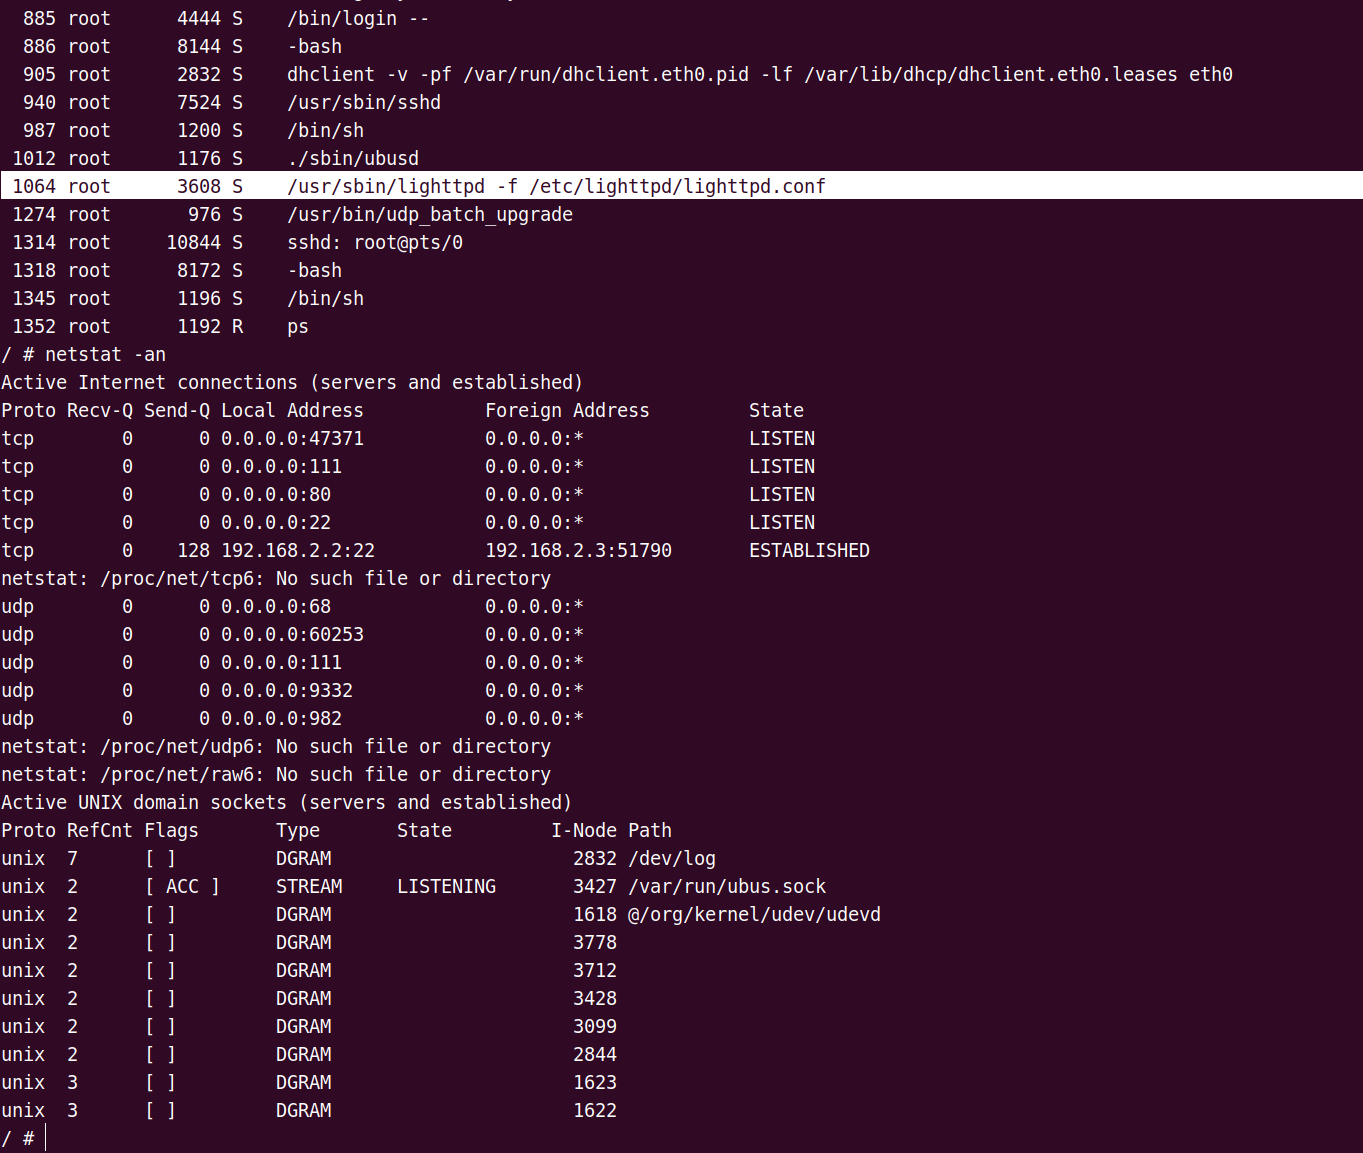 885 root      4444 S    /bin/login --
886 root      8144 S    -bash
905 root      2832 S    dhclient -v -pf /var/run/dhclient.eth0.pid -lf /var/lib/dhcp/dhclient.eth0.leases eth0
940 root      7524 S    /usr/sbin/sshd
987 root      1200 S    /bin/sh
1012 root      1176 S    ./sbin/ubusd
1064 root      3608 S    /usr/sbin/lighttpd -f /etc/lighttpd/lighttpd.conf
1274 root       976 S    /usr/bin/udp_batch_upgrade
1314 root     10844 S    sshd: root@pts/0
1318 root      8172 S    -bash
1345 root      1196 S    /bin/sh
1352 root      1192 R    ps
/ # netstat -an
Active Internet connections (servers and established)
Proto Recv-Q Send-Q Local Address           Foreign Address         State
tcp        0      0 0.0.0.0:47371           0.0.0.0:*               LISTEN
tcp        0      0 0.0.0.0:111             0.0.0.0:*               LISTEN
tcp        0      0 0.0.0.0:80              0.0.0.0:*               LISTEN
tcp        0      0 0.0.0.0:22              0.0.0.0:*               LISTEN
tcp        0    128 192.168.2.2:22          192.168.2.3:51790       ESTABLISHED
netstat: /proc/net/tcp6: No such file or directory
udp        0      0 0.0.0.0:68              0.0.0.0:*
udp        0      0 0.0.0.0:60253           0.0.0.0:*
udp        0      0 0.0.0.0:111             0.0.0.0:*
udp        0      0 0.0.0.0:9332            0.0.0.0:*
udp        0      0 0.0.0.0:982             0.0.0.0:*
netstat: /proc/net/udp6: No such file or directory
netstat: /proc/net/raw6: No such file or directory
Active UNIX domain sockets (servers and established)
Proto RefCnt Flags       Type       State         I-Node Path
unix  7      [ ]         DGRAM                      2832 /dev/log
unix  2      [ ACC ]     STREAM     LISTENING       3427 /var/run/ubus.sock
unix  2      [ ]         DGRAM                      1618 @/org/kernel/udev/udevd
unix  2      [ ]         DGRAM                      3778
unix  2      [ ]         DGRAM                      3712
unix  2      [ ]         DGRAM                      3428
unix  2      [ ]         DGRAM                      3099
unix  2      [ ]         DGRAM                      2844
unix  3      [ ]         DGRAM                      1623
unix  3      [ ]         DGRAM                      1622
/ #